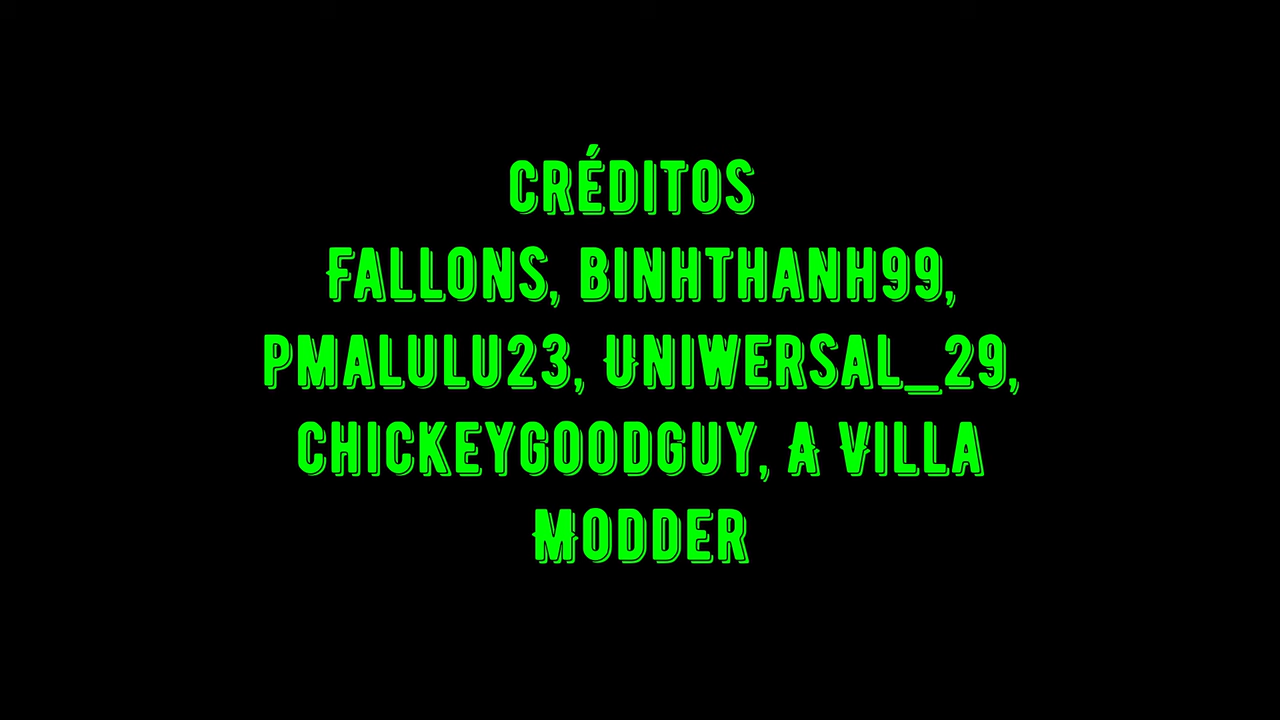 CRÉDITOS
FALLONS, BINHTHANH99,
PMALULU23, UNIWERSAL_29,
CHICKEYGOODGUY, A VILLA
MODDER